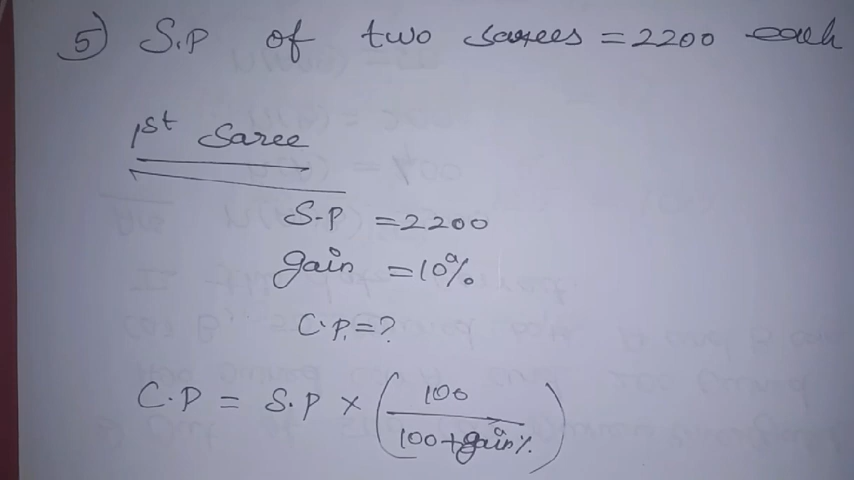 5) S.P of two sarees = 2200 each
1st Saree
S.P = 2200
gain = 10%
C.P. = ?
C.P = S.P × (100 / 100+gain%)